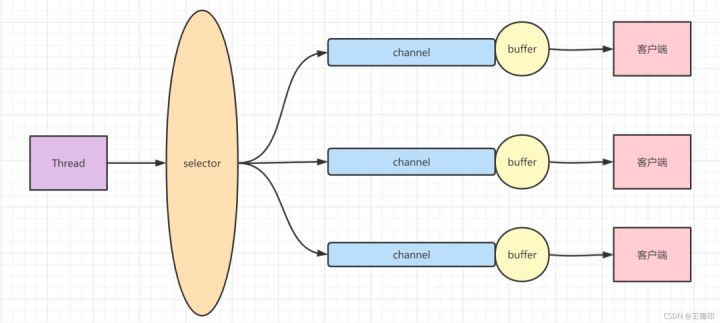 channel
buffer
客户端
Thread
selector
channel
buffer
客户端
channel
buffer
客户端
CSDN @王德印